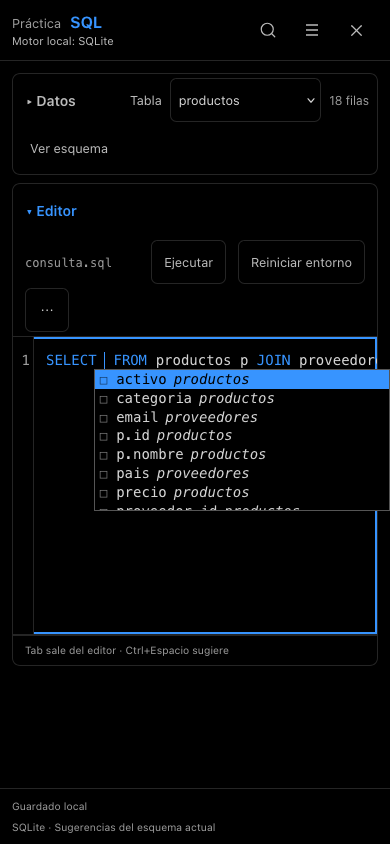 Práctica SQL
Motor local: SQLite
▸ Datos Tabla productos 18 filas
Ver esquema
▾ Editor
consulta.sql Ejecutar Reiniciar entorno
...
1 SELECT FROM productos p JOIN proveedor
activo productos
categoria productos
email proveedores
p.id productos
p.nombre productos
pais proveedores
precio productos
proveedor_id productos
Tab sale del editor · Ctrl+Espacio sugiere
Guardado local
SQLite · Sugerencias del esquema actual